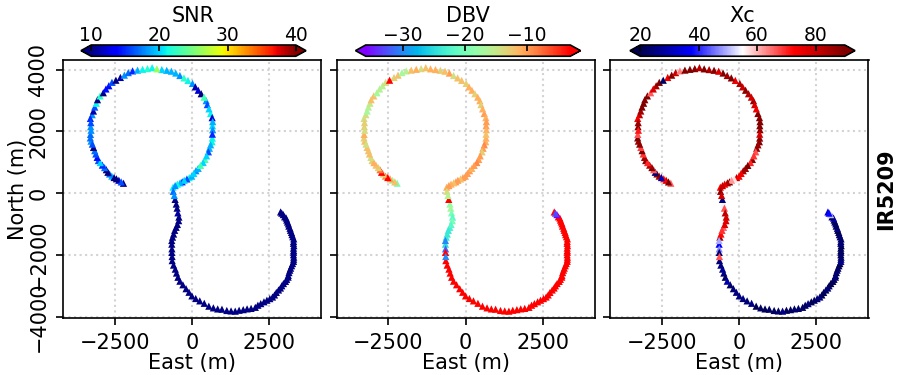 SNR DBV Xc
10 20 30 40 −30 −20 −10 20 40 60 80
4000
2000
0
−2000
−4000
North (m)
IR5209
−2500 0 2500 −2500 0 2500 −2500 0 2500
East (m) East (m) East (m)